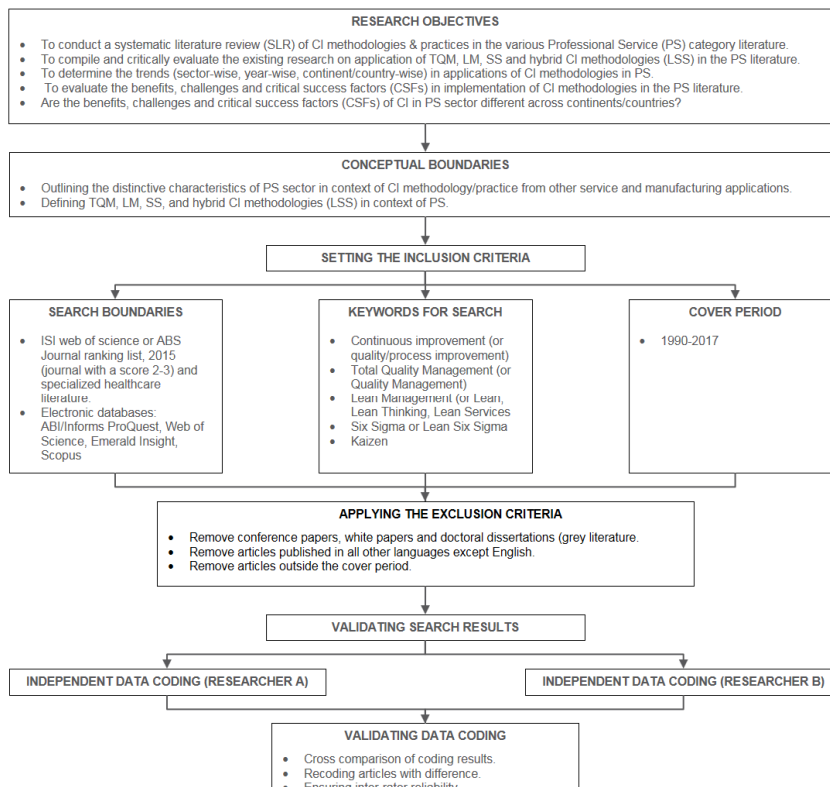 RESEARCH OBJECTIVES
• To conduct a systematic literature review (SLR) of CI methodologies & practices in the various Professional Service (PS) category literature.
• To compile and critically evaluate the existing research on application of TQM, LM, SS and hybrid CI methodologies (LSS) in the PS literature.
• To determine the trends (sector-wise, year-wise, continent/country-wise) in applications of CI methodologies in PS.
• To evaluate the benefits, challenges and critical success factors (CSFs) in implementation of CI methodologies in the PS literature.
• Are the benefits, challenges and critical success factors (CSFs) of CI in PS sector different across continents/countries?
CONCEPTUAL BOUNDARIES
• Outlining the distinctive characteristics of PS sector in context of CI methodology/practice from other service and manufacturing applications.
• Defining TQM, LM, SS, and hybrid CI methodologies (LSS) in context of PS.
SETTING THE INCLUSION CRITERIA
SEARCH BOUNDARIES
• ISI web of science or ABS
Journal ranking list, 2015
(journal with a score 2-3) and
specialized healthcare
literature.
• Electronic databases:
ABI/Informs ProQuest, Web of
Science, Emerald Insight,
Scopus
KEYWORDS FOR SEARCH
• Continuous improvement (or
quality/process improvement)
• Total Quality Management (or
Quality Management)
• Lean Management (or Lean,
Lean Thinking, Lean Services
• Six Sigma or Lean Six Sigma
• Kaizen
COVER PERIOD
• 1990-2017
APPLYING THE EXCLUSION CRITERIA
• Remove conference papers, white papers and doctoral dissertations (grey literature.
• Remove articles published in all other languages except English.
• Remove articles outside the cover period.
VALIDATING SEARCH RESULTS
INDEPENDENT DATA CODING (RESEARCHER A)
INDEPENDENT DATA CODING (RESEARCHER B)
VALIDATING DATA CODING
• Cross comparison of coding results.
• Recoding articles with difference.
• Ensuring inter-rater reliability